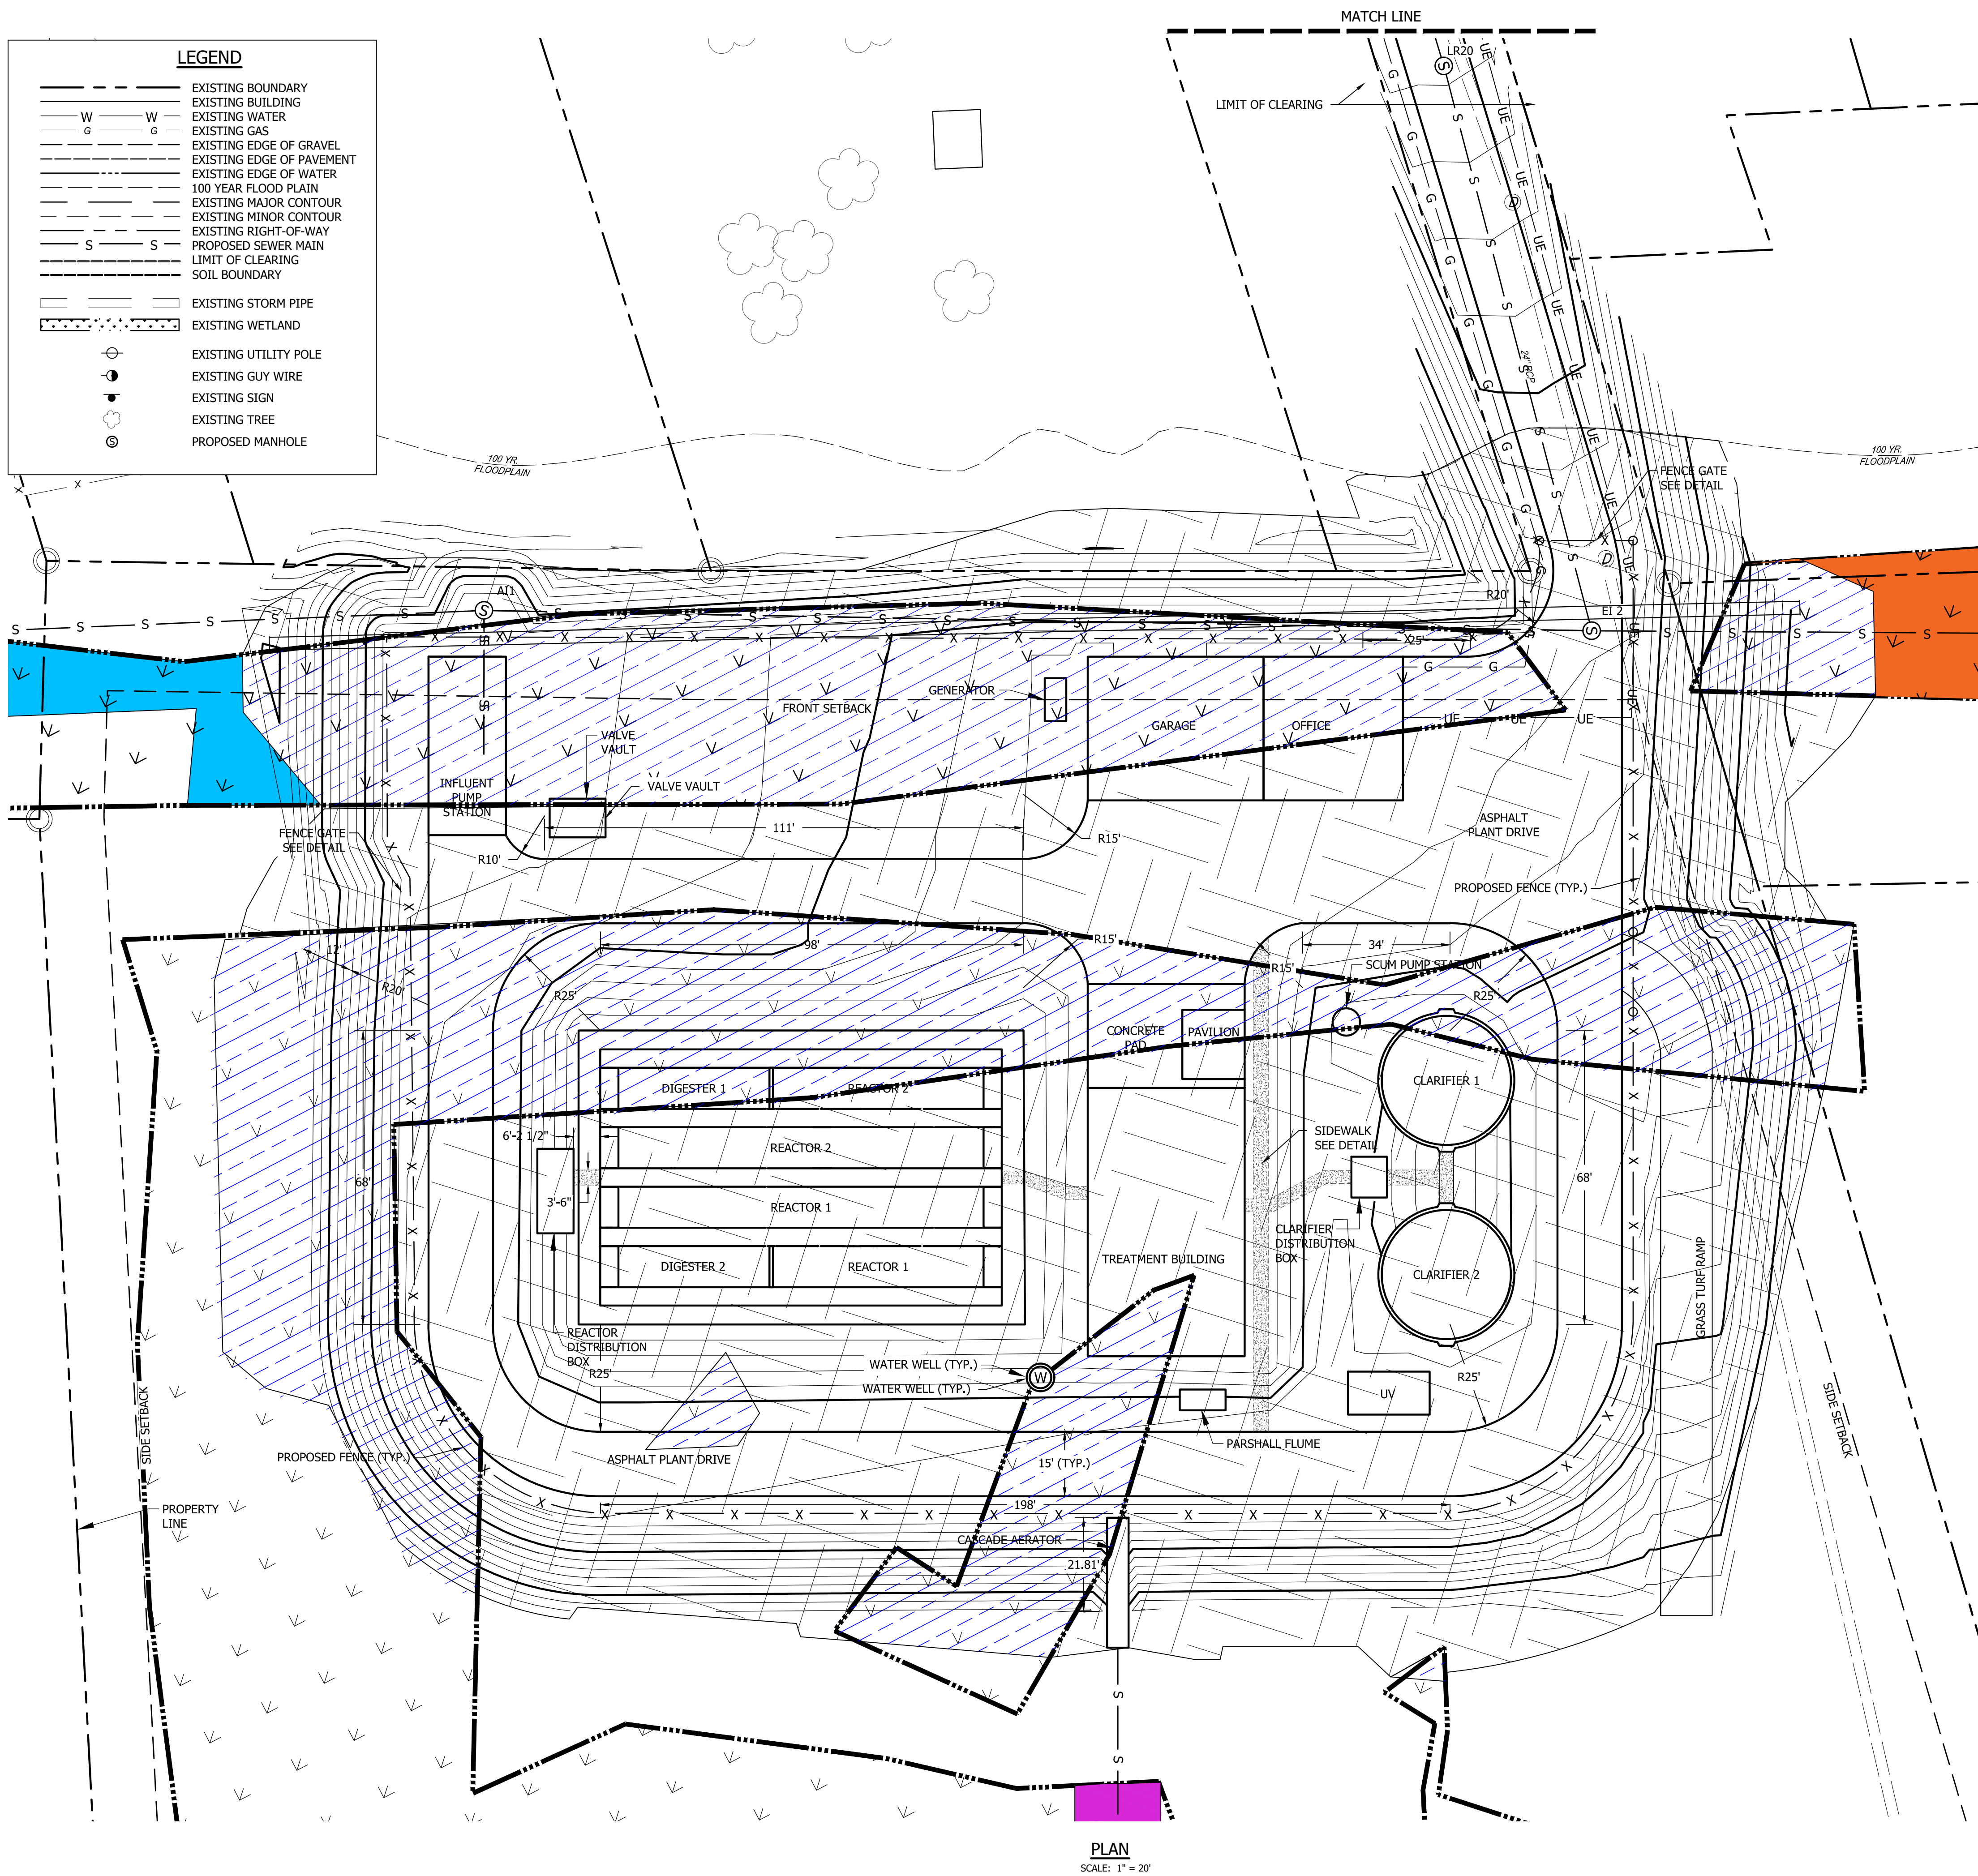 MATCH LINE
LEGEND
EXISTING BOUNDARY
EXISTING BUILDING
W W EXISTING WATER
G G EXISTING GAS
EXISTING EDGE OF GRAVEL
EXISTING EDGE OF PAVEMENT
EXISTING EDGE OF WATER
100 YEAR FLOOD PLAIN
EXISTING MAJOR CONTOUR
EXISTING MINOR CONTOUR
EXISTING RIGHT-OF-WAY
S S PROPOSED SEWER MAIN
LIMIT OF CLEARING
SOIL BOUNDARY
EXISTING STORM PIPE
EXISTING WETLAND
EXISTING UTILITY POLE
EXISTING GUY WIRE
EXISTING SIGN
EXISTING TREE
S PROPOSED MANHOLE
LR20
LIMIT OF CLEARING
24" RCP
100 YR.
FLOODPLAIN
100 YR.
FLOODPLAIN
FENCE GATE
SEE DETAIL
AI1
R20'
EI 2
25'
GENERATOR
FRONT SETBACK
GARAGE
OFFICE
VALVE
VAULT
VALVE VAULT
INFLUENT
PUMP
STATION
111'
R10'
R15'
ASPHALT
PLANT DRIVE
FENCE GATE
SEE DETAIL
PROPOSED FENCE (TYP.)
12'
R20'
98'
R15'
R15'
34'
SCUM PUMP STATION
R25'
R25'
CONCRETE
PAD
PAVILION
DIGESTER 1
REACTOR 2
CLARIFIER 1
6'-2 1/2"
REACTOR 2
SIDEWALK
SEE DETAIL
68'
68'
3'-6"
REACTOR 1
CLARIFIER
DISTRIBUTION
BOX
TREATMENT BUILDING
DIGESTER 2
REACTOR 1
CLARIFIER 2
GRASS TURF RAMP
REACTOR
DISTRIBUTION
BOX
R25'
WATER WELL (TYP.)
WATER WELL (TYP.)
W
UV
R25'
SIDE SETBACK
SIDE SETBACK
PARSHALL FLUME
PROPOSED FENCE (TYP.)
ASPHALT PLANT DRIVE
15' (TYP.)
198'
PROPERTY
LINE
CASCADE AERATOR
21.81'
PLAN
SCALE: 1" = 20'